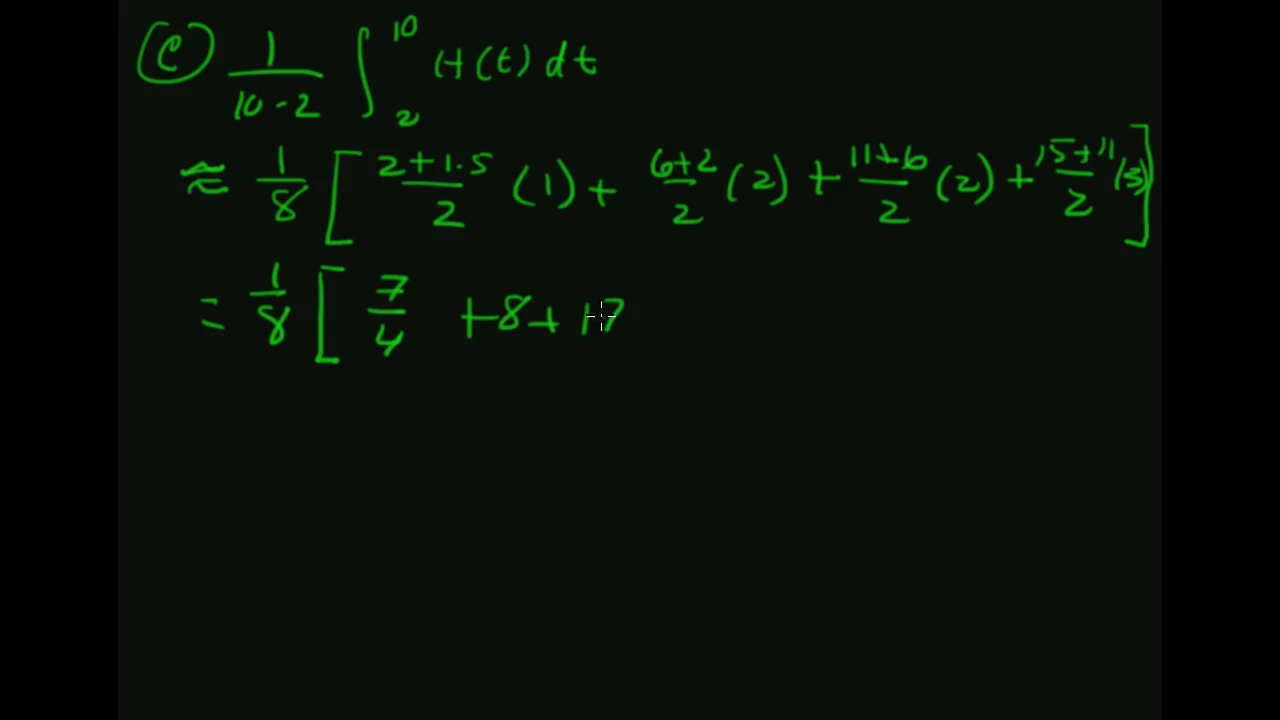 (c) 1/(10-2) ∫_2^10 H(t) dt
≈ 1/8 [ (2+1.5)/2 (1) + (6+2)/2 (2) + (11+6)/2 (2) + (15+11)/2 (3) ]
= 1/8 [ 7/4 + 8 + 17